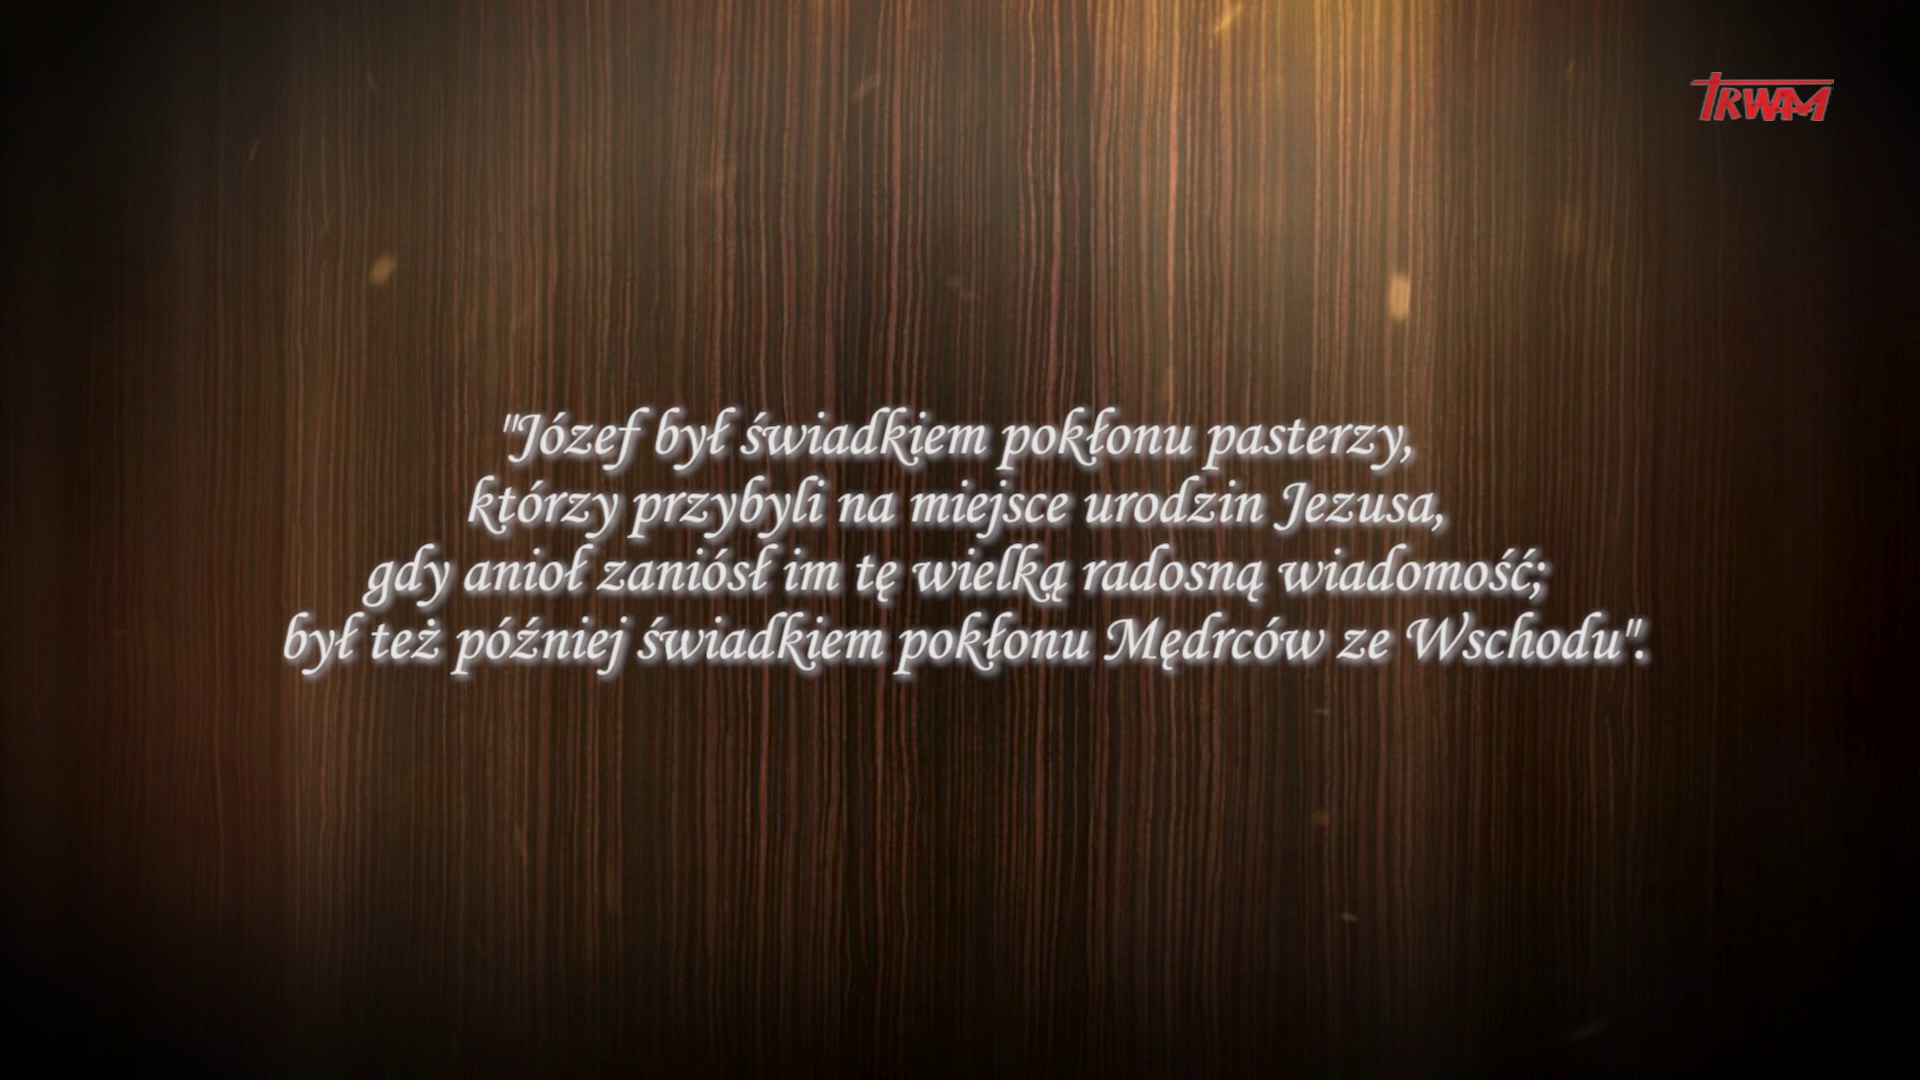 TRWAM
"Józef był świadkiem pokłonu pasterzy,
którzy przybyli na miejsce urodzin Jezusa,
gdy anioł zaniósł im tę wielką radosną wiadomość;
był też później świadkiem pokłonu Mędrców ze Wschodu".